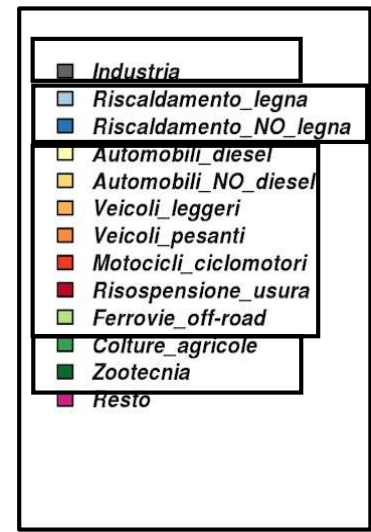 Industria
Riscaldamento_legna
Riscaldamento_NO_legna
Automobili_diesel
Automobili_NO_diesel
Veicoli_leggeri
Veicoli_pesanti
Motocicli_ciclomotori
Risospensione_usura
Ferrovie_off-road
Colture_agricole
Zootecnia
Resto